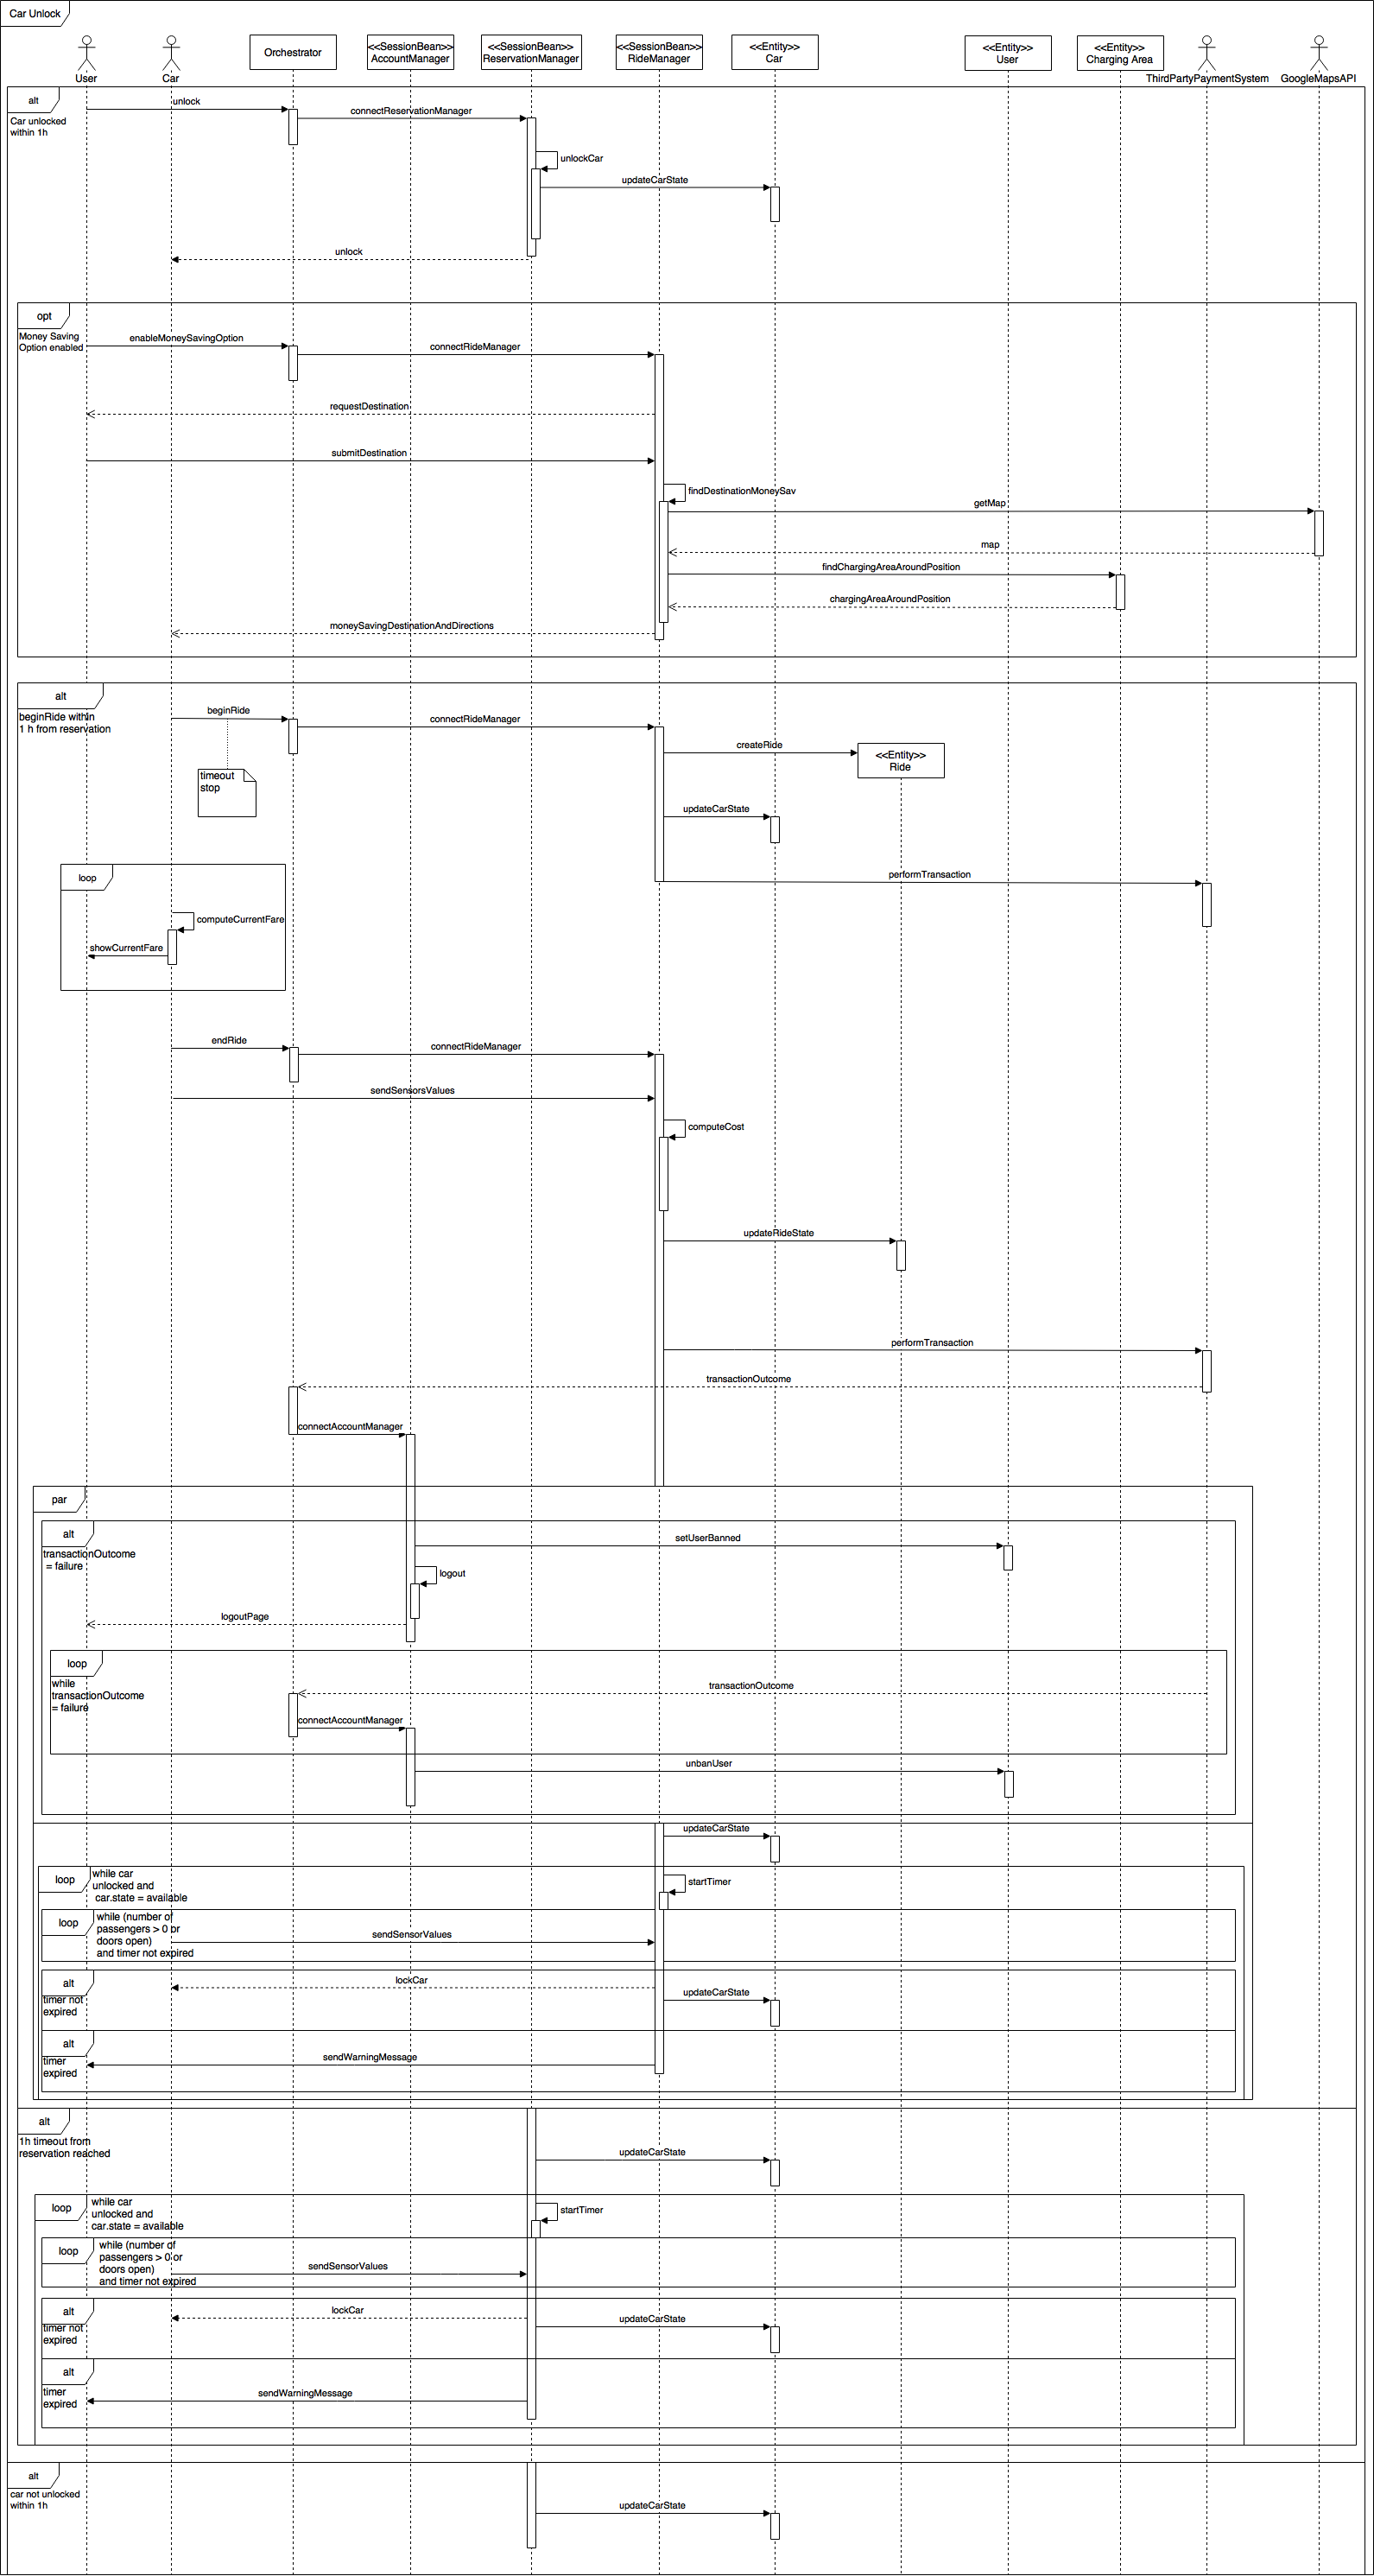 Car Unlock
User
Car
Orchestrator
<<SessionBean>>
AccountManager
<<SessionBean>>
ReservationManager
<<SessionBean>>
RideManager
<<Entity>>
Car
<<Entity>>
User
<<Entity>>
Charging Area
ThirdPartyPaymentSystem
GoogleMapsAPI
alt
Car unlocked
within 1h
unlock
connectReservationManager
unlockCar
updateCarState
unlock
opt
Money Saving
Option enabled
enableMoneySavingOption
connectRideManager
requestDestination
submitDestination
findDestinationMoneySav
getMap
map
findChargingAreaAroundPosition
chargingAreaAroundPosition
moneySavingDestinationAndDirections
alt
beginRide within
1 h from reservation
beginRide
connectRideManager
createRide
<<Entity>>
Ride
timeout
stop
updateCarState
performTransaction
loop
computeCurrentFare
showCurrentFare
endRide
connectRideManager
sendSensorsValues
computeCost
updateRideState
performTransaction
transactionOutcome
connectAccountManager
par
alt
transactionOutcome
= failure
setUserBanned
logout
logoutPage
loop
while
transactionOutcome
= failure
transactionOutcome
connectAccountManager
unbanUser
updateCarState
loop
while car
unlocked and
car.state = available
startTimer
loop
while (number of
passengers > 0 or
doors open)
and timer not expired
sendSensorValues
alt
timer not
expired
lockCar
updateCarState
alt
timer
expired
sendWarningMessage
alt
1h timeout from
reservation reached
updateCarState
loop
while car
unlocked and
car.state = available
startTimer
loop
while (number of
passengers > 0 or
doors open)
and timer not expired
sendSensorValues
alt
timer not
expired
lockCar
updateCarState
alt
timer
expired
sendWarningMessage
alt
car not unlocked
within 1h
updateCarState